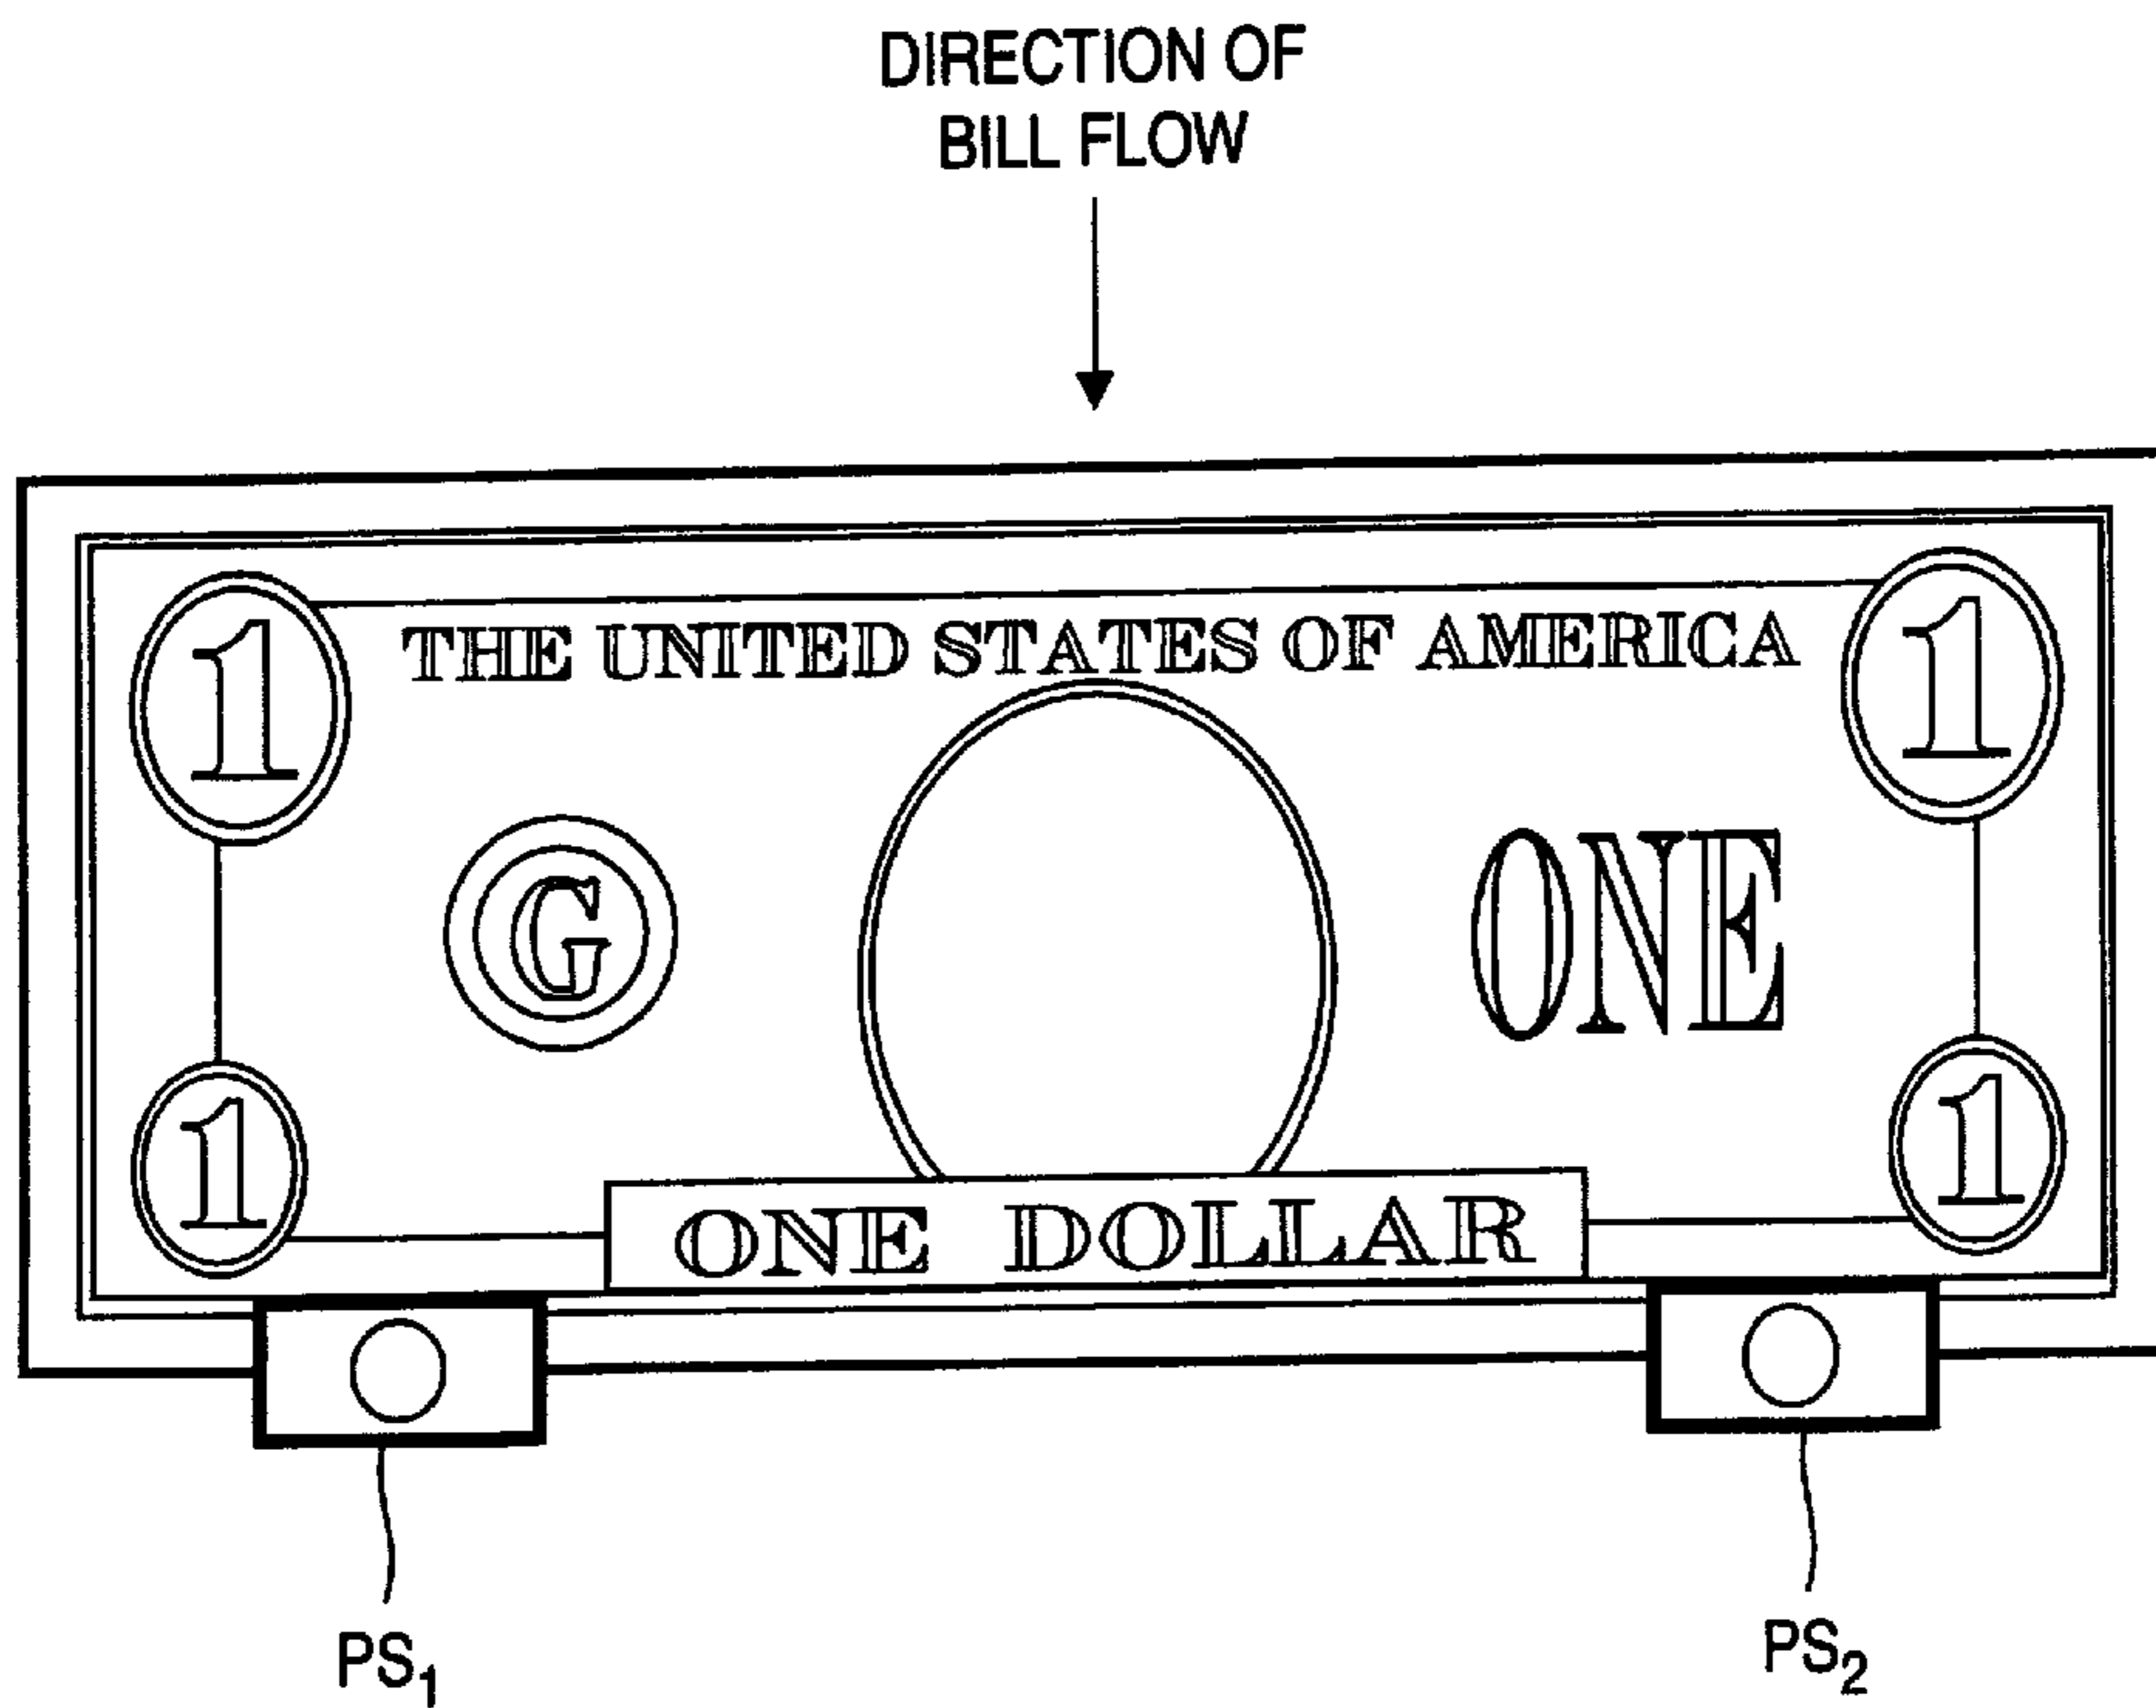 DIRECTION OF
BILL FLOW
1 1
THE UNITED STATES OF AMERICA
G ONE
1 1
ONE DOLLAR
PS₁ PS₂